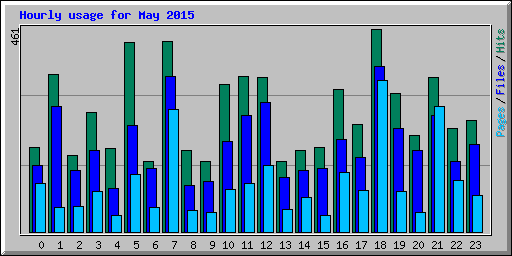 Hourly usage for May 2015
461
Pages / Files / Hits
0 1 2 3 4 5 6 7 8 9 10 11 12 13 14 15 16 17 18 19 20 21 22 23